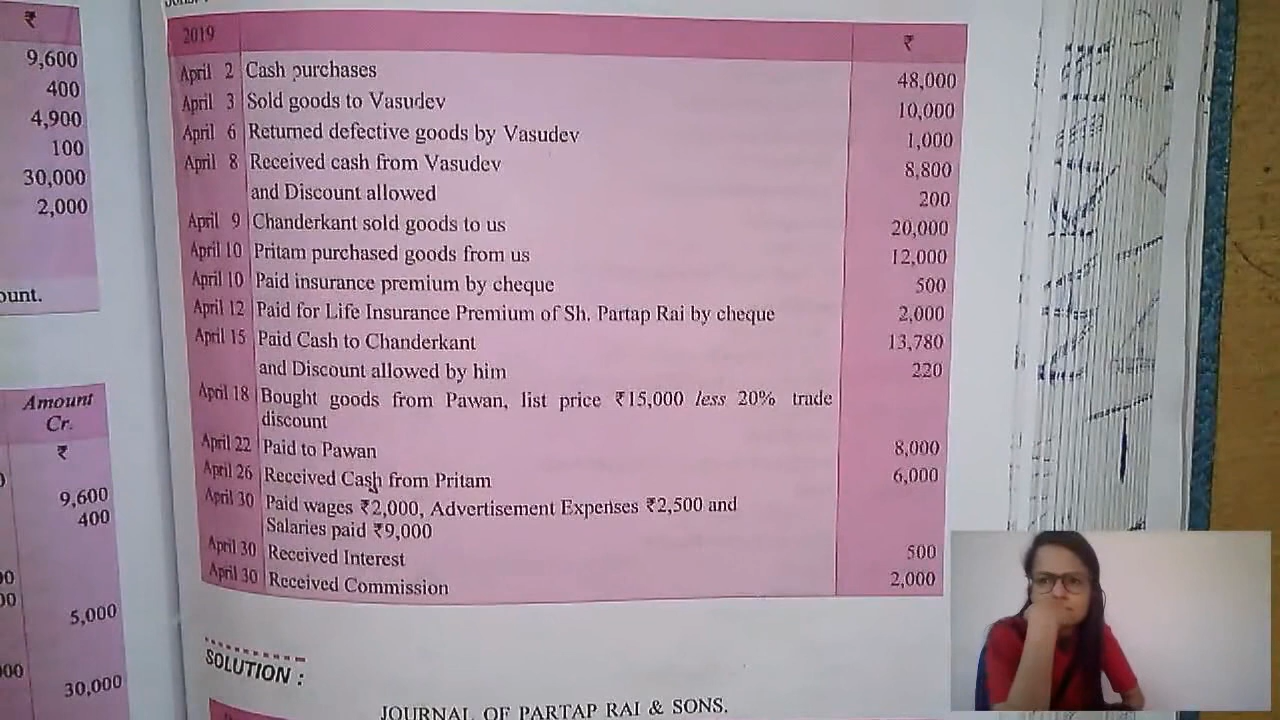 ₹
9,600
400
4,900
100
30,000
2,000
ount.
Amount
Cr.
₹
9,600
400
5,000
30,000
2019 ₹
April 2 Cash purchases 48,000
April 3 Sold goods to Vasudev 10,000
April 6 Returned defective goods by Vasudev 1,000
April 8 Received cash from Vasudev 8,800
and Discount allowed 200
April 9 Chanderkant sold goods to us 20,000
April 10 Pritam purchased goods from us 12,000
April 10 Paid insurance premium by cheque 500
April 12 Paid for Life Insurance Premium of Sh. Partap Rai by cheque 2,000
April 15 Paid Cash to Chanderkant 13,780
and Discount allowed by him 220
April 18 Bought goods from Pawan, list price ₹15,000 less 20% trade
discount
April 22 Paid to Pawan 8,000
April 26 Received Cash from Pritam 6,000
April 30 Paid wages ₹2,000, Advertisement Expenses ₹2,500 and
Salaries paid ₹9,000
April 30 Received Interest 500
April 30 Received Commission 2,000
SOLUTION :
JOURNAL OF PARTAP RAI & SONS.